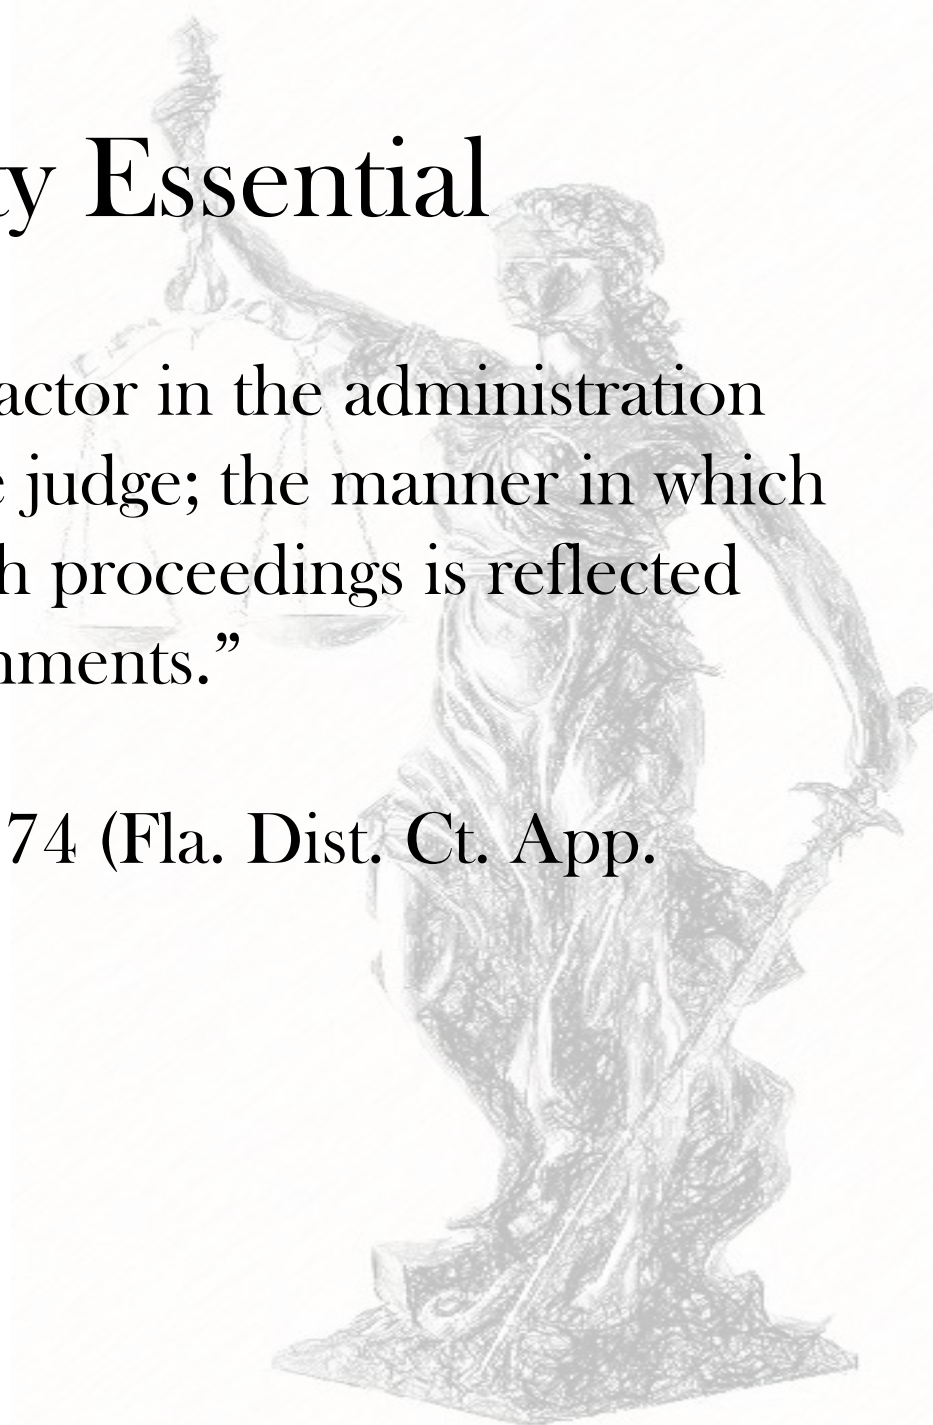 ty Essential
actor in the administration
e judge; the manner in which
h proceedings is reflected
nments.”
74 (Fla. Dist. Ct. App.